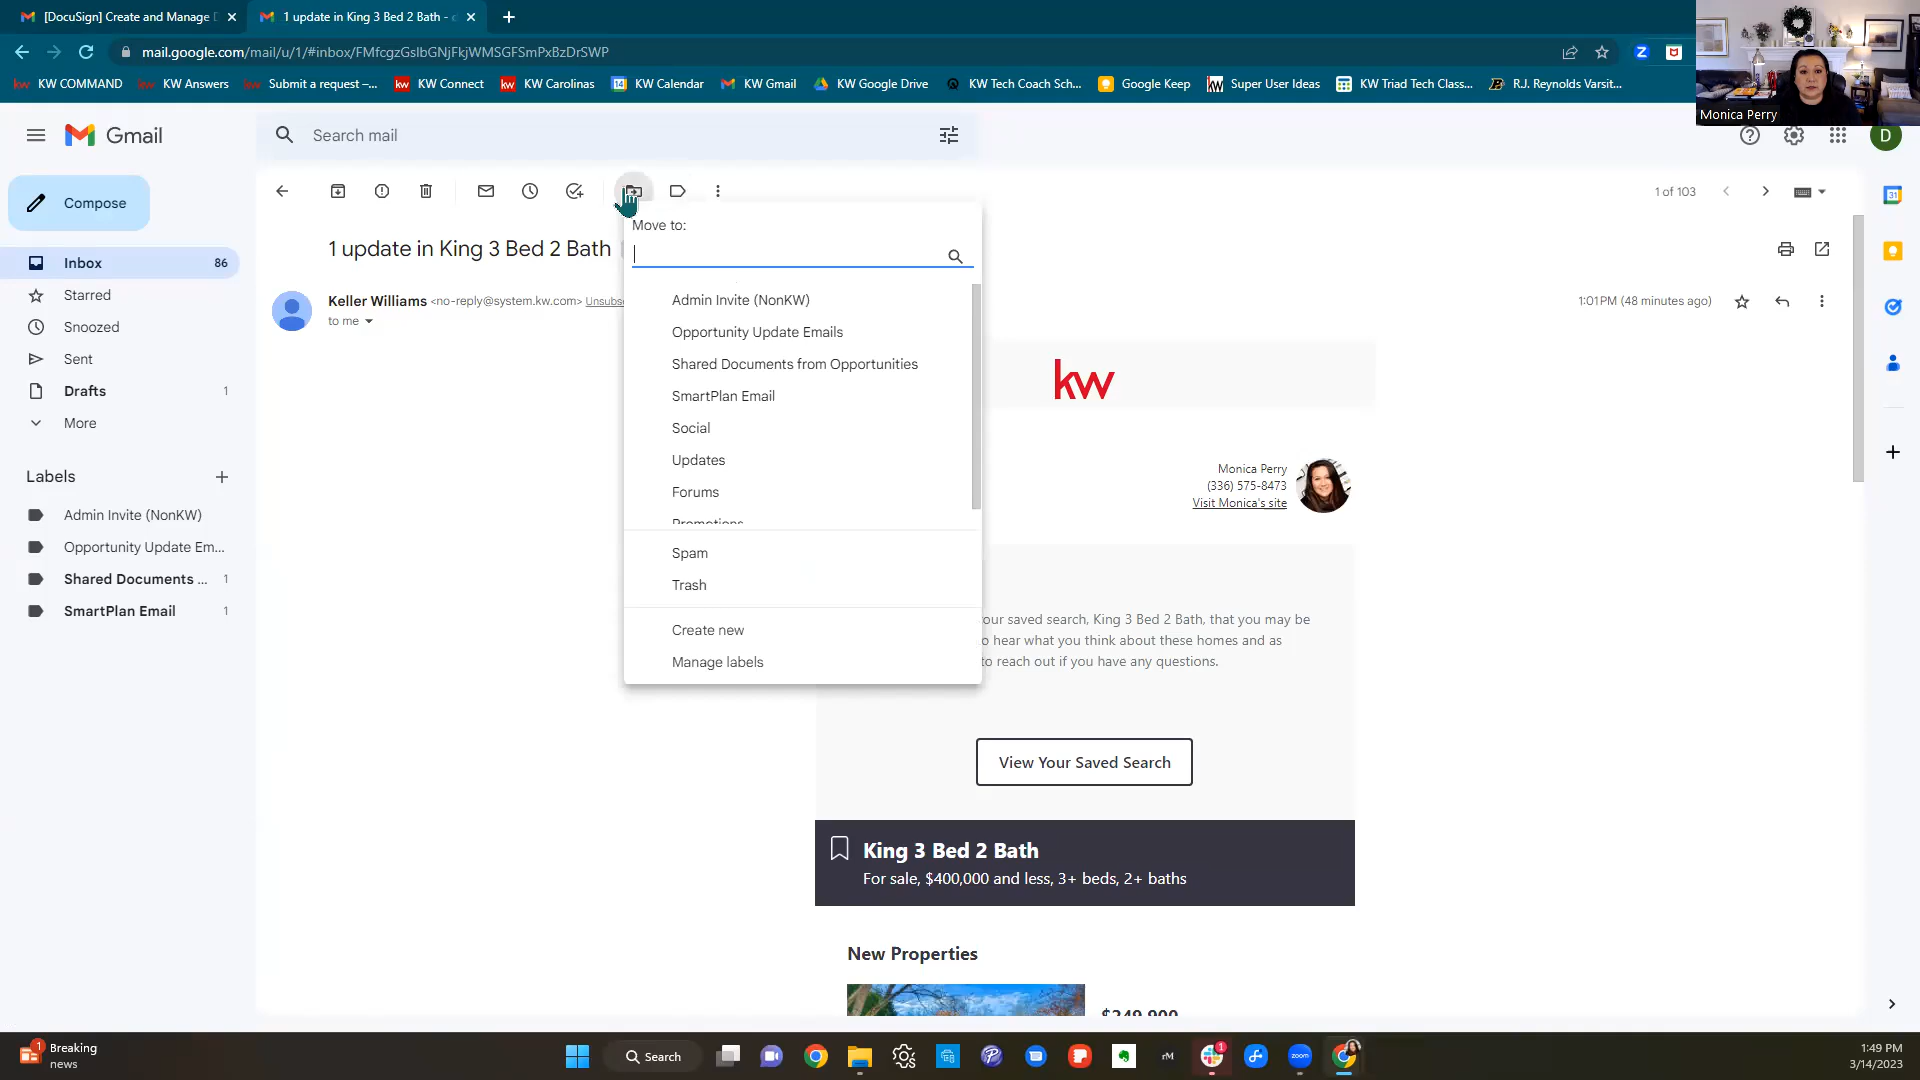 [DocuSign] Create and Manage
1 update in King 3 Bed 2 Bath -
mail.google.com/mail/u/1/#inbox/FMfcgzGslbGNjFkjWMSGFSmPxBzDrSWP
KW COMMAND
KW Answers
Submit a request –...
KW Connect
KW Carolinas
KW Calendar
KW Gmail
KW Google Drive
KW Tech Coach Sch...
Google Keep
Super User Ideas
KW Triad Tech Class...
R.J. Reynolds Varsit...
Monica Perry
Gmail
Search mail
D
Compose
1 of 103
Move to:
1 update in King 3 Bed 2 Bath
Inbox 86
Starred
Snoozed
Sent
Drafts 1
More
Labels
Admin Invite (NonKW)
Opportunity Update Em...
Shared Documents ... 1
SmartPlan Email 1
Keller Williams <no-reply@system.kw.com> Unsubs
to me
1:01 PM (48 minutes ago)
Admin Invite (NonKW)
Opportunity Update Emails
Shared Documents from Opportunities
SmartPlan Email
Social
Updates
Forums
Promotions
Spam
Trash
Create new
Manage labels
kw
Monica Perry
(336) 575-8473
Visit Monica's site
our saved search, King 3 Bed 2 Bath, that you may be
o hear what you think about these homes and as
to reach out if you have any questions.
View Your Saved Search
King 3 Bed 2 Bath
For sale, $400,000 and less, 3+ beds, 2+ baths
New Properties
$249,900
1
Breaking
news
Search
rM
1
zoom
1:49 PM
3/14/2023